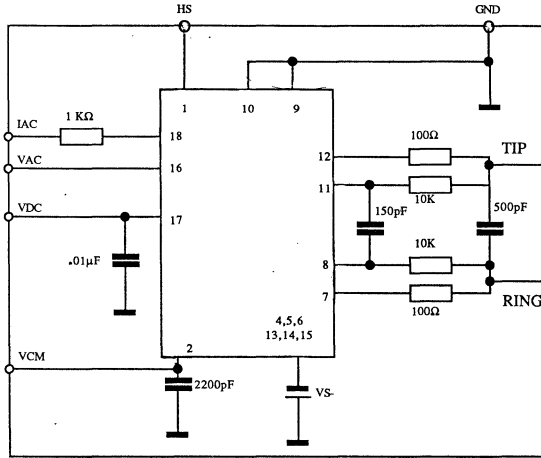 HS
GND
1
10
9
1 KΩ
IAC
18
12
100Ω
TIP
VAC
16
11
10K
VDC
17
150pF
500pF
.01µF
10K
8
7
100Ω
RING
4,5,6
13,14,15
2
VCM
2200pF
VS-